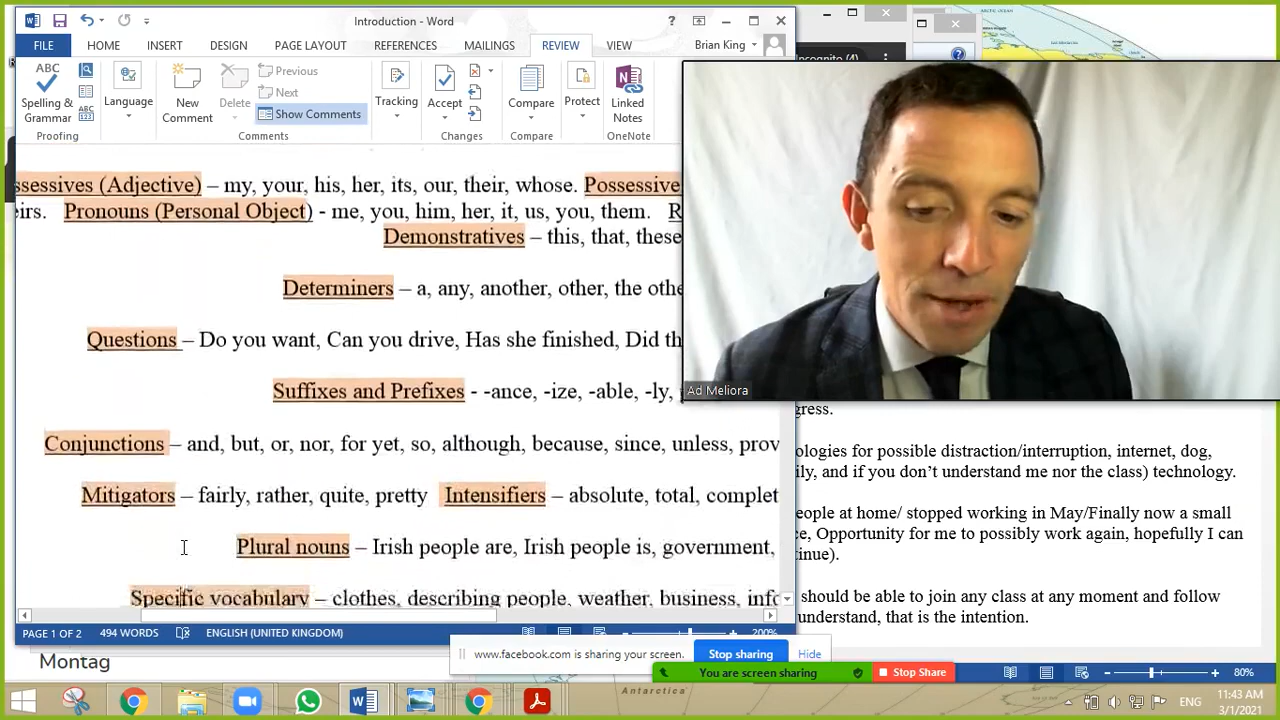 Introduction - Word
Incognito (4)
FILE HOME INSERT DESIGN PAGE LAYOUT REFERENCES MAILINGS REVIEW VIEW Brian King
ABC
Spelling & Grammar
Language
New Comment
Delete
Previous
Next
Show Comments
Tracking
Accept
Compare
Protect
Linked Notes
Proofing Comments Changes Compare OneNote
ssessives (Adjective) – my, your, his, her, its, our, their, whose. Possessive
eirs. Pronouns (Personal Object) - me, you, him, her, it, us, you, them. R
Demonstratives – this, that, these
Determiners – a, any, another, other, the othe
Questions – Do you want, Can you drive, Has she finished, Did th
Suffixes and Prefixes - -ance, -ize, -able, -ly,
Conjunctions – and, but, or, nor, for yet, so, although, because, since, unless, prov
Mitigators – fairly, rather, quite, pretty Intensifiers – absolute, total, complet
Plural nouns – Irish people are, Irish people is, government,
Specific vocabulary – clothes, describing people, weather, business, info
Ad Meliora
gress.
ologies for possible distraction/interruption, internet, dog,
ily, and if you don’t understand me nor the class) technology.
people at home/ stopped working in May/Finally now a small
ce, Opportunity for me to possibly work again, hopefully I can
tinue).
should be able to join any class at any moment and follow
understand, that is the intention.
PAGE 1 OF 2 494 WORDS ENGLISH (UNITED KINGDOM) 200%
www.facebook.com is sharing your screen. Stop sharing Hide
Montag
You are screen sharing Stop Share
80%
Antarctica
ENG
11:43 AM
3/1/2021